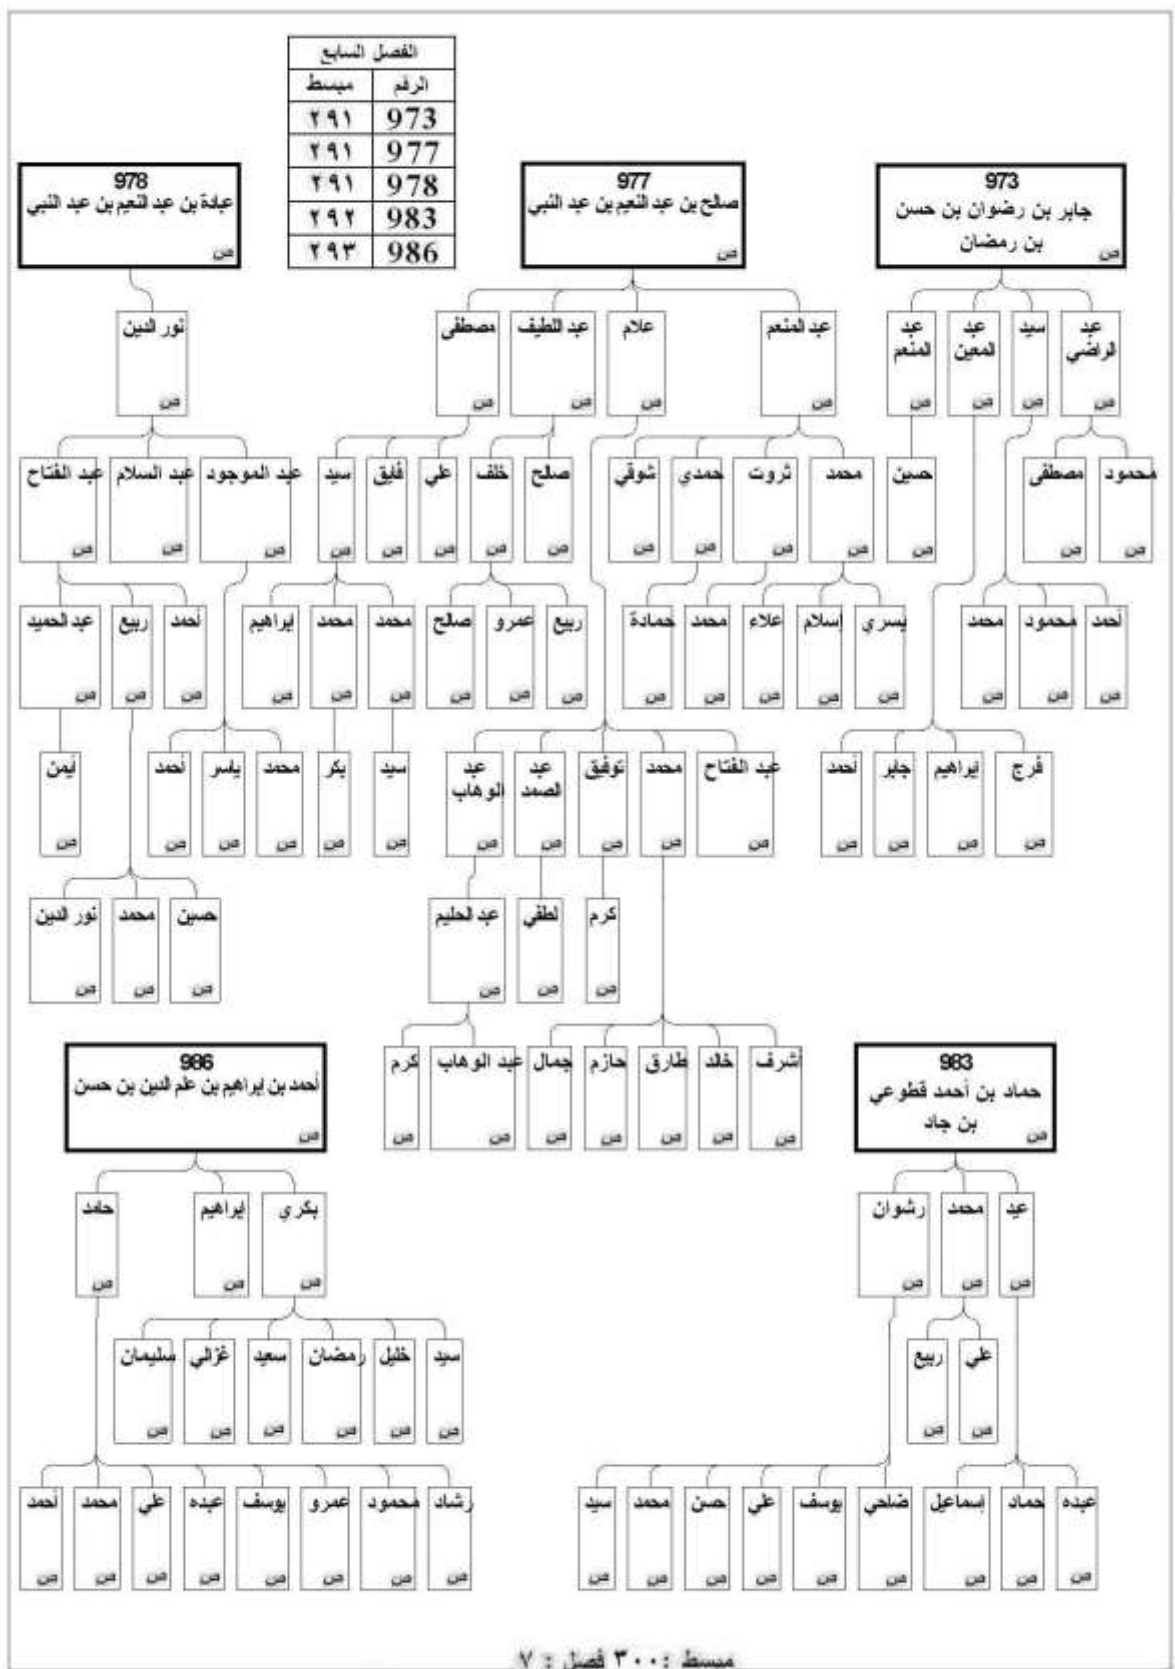 الفصل السابع
الرقم مبسط
973 ٢٩١
977 ٢٩١
978 ٢٩١
983 ٢٩٢
986 ٢٩٣
973
جابر بن رضوان بن حسن
بن رمضان
ص
977
صالح بن عبد النعيم بن عبد النبي
ص
978
عبادة بن عبد النعيم بن عبد النبي
ص
عبد الراضي سيد عبد المعين عبد المنعم عبد المنعم علام عبد اللطيف مصطفى نور الدين
ص ص ص ص ص ص ص ص ص
محمود مصطفى حسين محمد ثروت حمدي شوقي صالح خلف علي فايق سيد عبد الموجود عبد السلام عبد الفتاح
ص ص ص ص ص ص ص ص ص ص ص ص ص ص ص
أحمد محمود محمد يسري إسلام علاء محمد حمادة ربيع عمرو صالح محمد محمد إبراهيم أحمد ربيع عبد الحميد
ص ص ص ص ص ص ص ص ص ص ص ص ص ص ص ص ص
فرج إبراهيم جابر أحمد عبد الفتاح محمد توفيق عبد الصمد عبد الوهاب سيد بكر محمد ياسر أحمد أيمن
ص ص ص ص ص ص ص ص ص ص ص ص ص ص ص
كرم لطفي عبد الحليم حسين محمد نور الدين
ص ص ص ص ص ص
أشرف خالد طارق حازم جمال عبد الوهاب كرم
ص ص ص ص ص ص ص
983
حماد بن أحمد قطوعي
بن جاد
ص
986
أحمد بن إبراهيم بن علم الدين بن حسن
ص
عيد محمد رشوان بكري إبراهيم حامد
ص ص ص ص ص ص
علي ربيع سيد خليل رمضان سعيد غزالي سليمان
ص ص ص ص ص ص ص ص
عبده حماد إسماعيل ضاحي يوسف علي حسن محمد سيد رشاد محمود عمرو يوسف عبده علي محمد أحمد
ص ص ص ص ص ص ص ص ص ص ص ص ص ص ص ص ص
مبسط : ٣٠٠ فصل : ٧